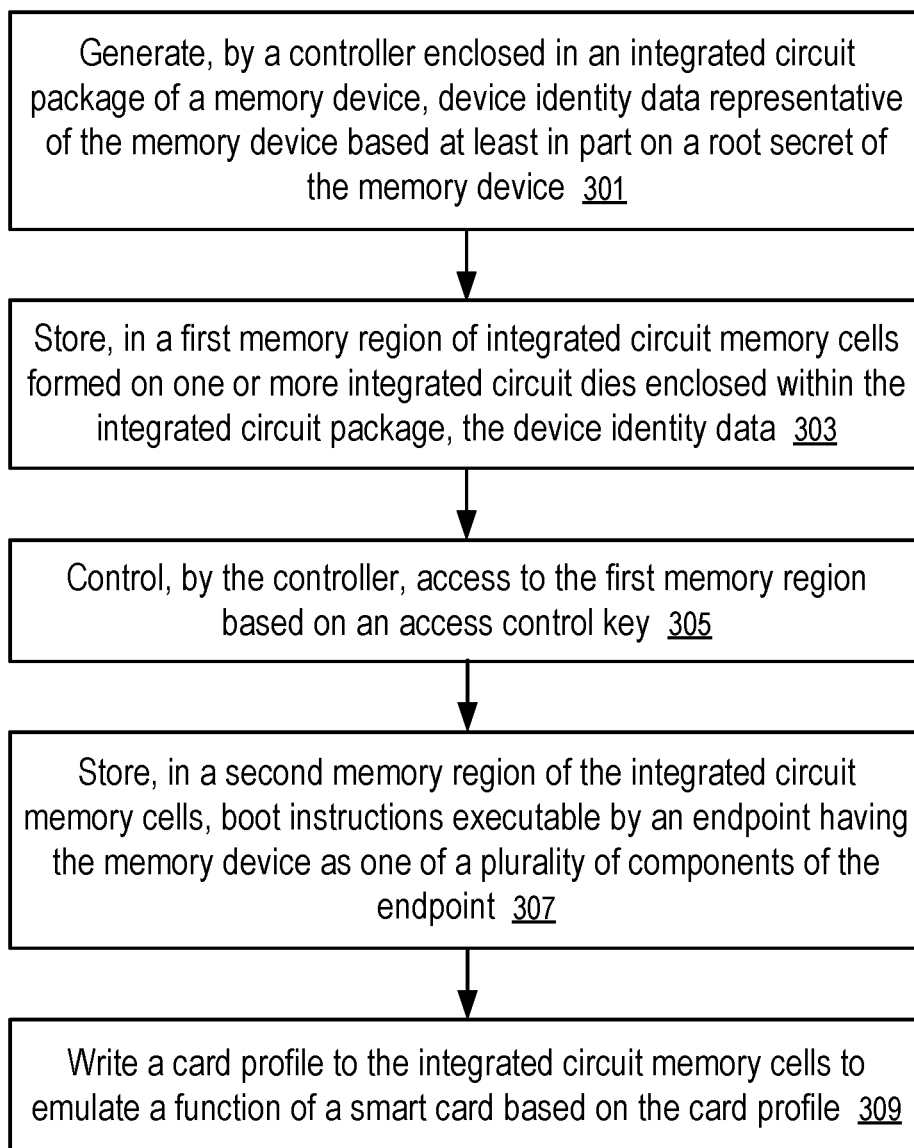 Generate, by a controller enclosed in an integrated circuit
package of a memory device, device identity data representative
of the memory device based at least in part on a root secret of
the memory device 301
Store, in a first memory region of integrated circuit memory cells
formed on one or more integrated circuit dies enclosed within the
integrated circuit package, the device identity data 303
Control, by the controller, access to the first memory region
based on an access control key 305
Store, in a second memory region of the integrated circuit
memory cells, boot instructions executable by an endpoint having
the memory device as one of a plurality of components of the
endpoint 307
Write a card profile to the integrated circuit memory cells to
emulate a function of a smart card based on the card profile 309